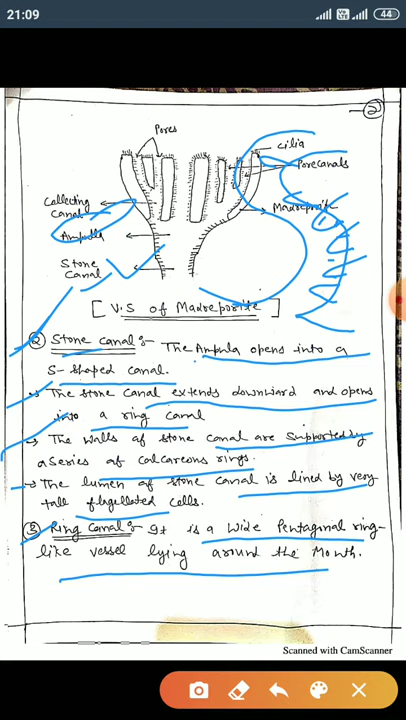 21:09
44
2
Pores
cilia
Porecanals
Collecting
canal
Madreporite
Ampulla
Stone
Canal
[ V.S of Madreporite ]
② Stone canal :- The Ampula opens into a
S- shaped canal.
→ The stone canal extends downward and opens
into a ring canal
→ The walls of stone canal are supported by
a series of calcareous rings.
→ The lumen of stone canal is lined by very
tall flagellated cells.
③ Ring canal :- It is a wide Pentagonal ring-
like vessel lying around the Mouth.
Scanned with CamScanner